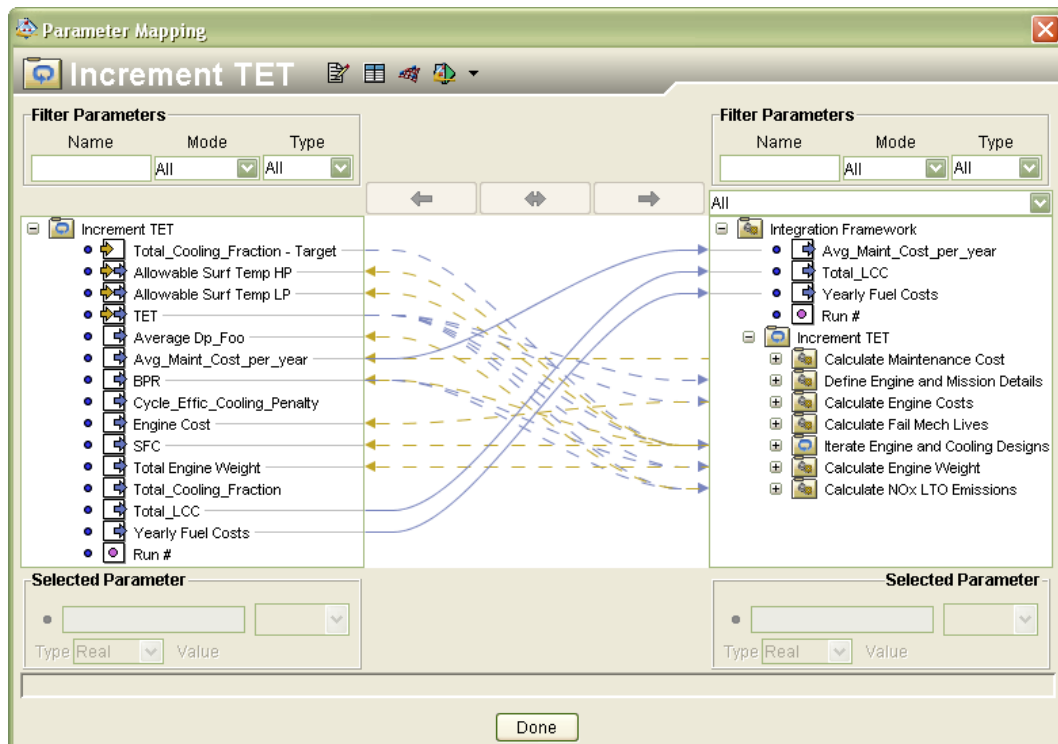 Parameter Mapping
Increment TET
Filter Parameters
Name Mode Type
All All
Filter Parameters
Name Mode Type
All All
All
Increment TET
Total_Cooling_Fraction - Target
Allowable Surf Temp HP
Allowable Surf Temp LP
TET
Average Dp_Foo
Avg_Maint_Cost_per_year
BPR
Cycle_Effic_Cooling_Penalty
Engine Cost
SFC
Total Engine Weight
Total_Cooling_Fraction
Total_LCC
Yearly Fuel Costs
Run #
Integration Framework
Avg_Maint_Cost_per_year
Total_LCC
Yearly Fuel Costs
Run #
Increment TET
Calculate Maintenance Cost
Define Engine and Mission Details
Calculate Engine Costs
Calculate Fail Mech Lives
Iterate Engine and Cooling Designs
Calculate Engine Weight
Calculate NOx LTO Emissions
Selected Parameter
Type Real Value
Selected Parameter
Type Real Value
Done